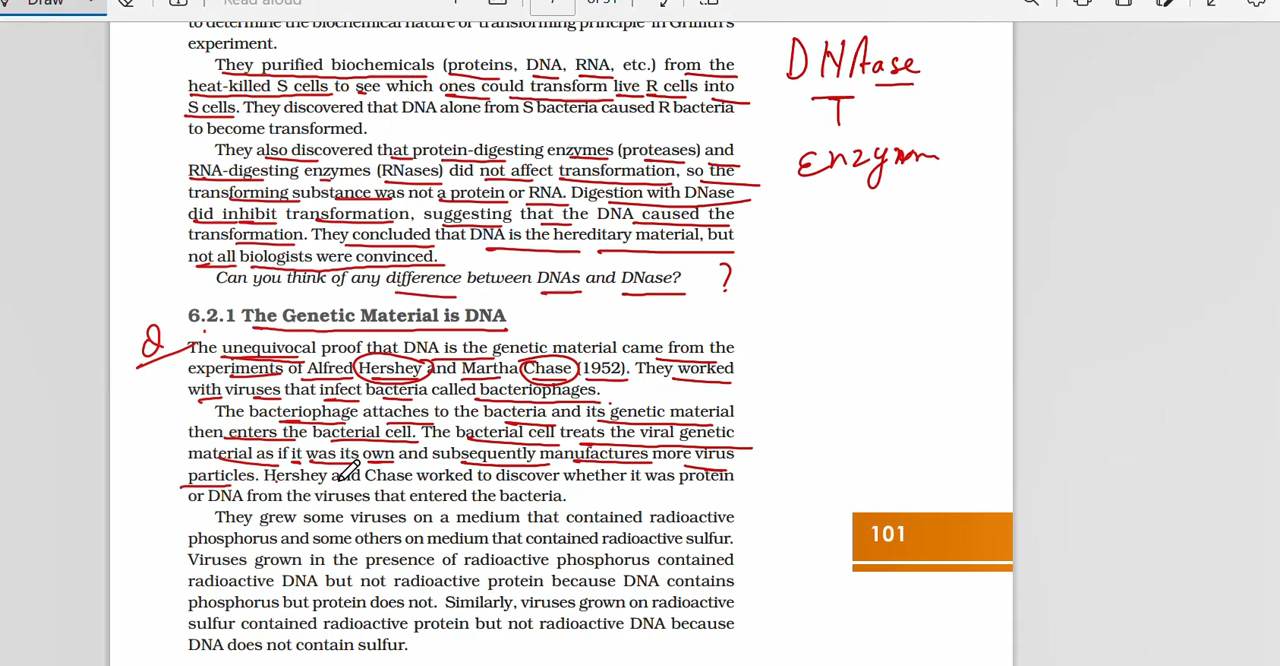 Draw
Read aloud
to determine the biochemical nature of 'transforming principle' in Griffith's
experiment.
They purified biochemicals (proteins, DNA, RNA, etc.) from the
heat-killed S cells to see which ones could transform live R cells into
S cells. They discovered that DNA alone from S bacteria caused R bacteria
to become transformed.
They also discovered that protein-digesting enzymes (proteases) and
RNA-digesting enzymes (RNases) did not affect transformation, so the
transforming substance was not a protein or RNA. Digestion with DNase
did inhibit transformation, suggesting that the DNA caused the
transformation. They concluded that DNA is the hereditary material, but
not all biologists were convinced.
Can you think of any difference between DNAs and DNase?
?
DNAase
enzym
6.2.1 The Genetic Material is DNA
The unequivocal proof that DNA is the genetic material came from the
experiments of Alfred Hershey and Martha Chase (1952). They worked
with viruses that infect bacteria called bacteriophages.
The bacteriophage attaches to the bacteria and its genetic material
then enters the bacterial cell. The bacterial cell treats the viral genetic
material as if it was its own and subsequently manufactures more virus
particles. Hershey and Chase worked to discover whether it was protein
or DNA from the viruses that entered the bacteria.
They grew some viruses on a medium that contained radioactive
phosphorus and some others on medium that contained radioactive sulfur.
Viruses grown in the presence of radioactive phosphorus contained
radioactive DNA but not radioactive protein because DNA contains
phosphorus but protein does not. Similarly, viruses grown on radioactive
sulfur contained radioactive protein but not radioactive DNA because
DNA does not contain sulfur.
101